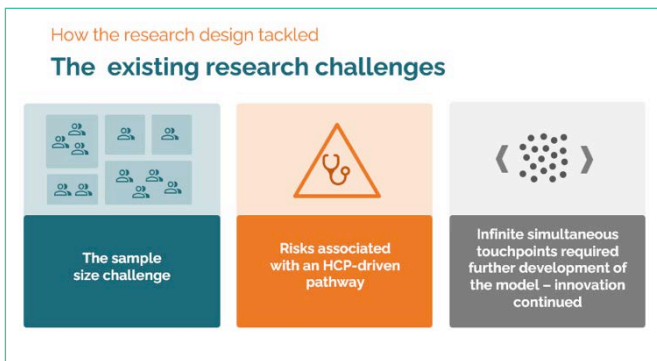 How the research design tackled
The existing research challenges
The sample
size challenge
Risks associated
with an HCP-driven
pathway
Infinite simultaneous
touchpoints required
further development of
the model – innovation
continued